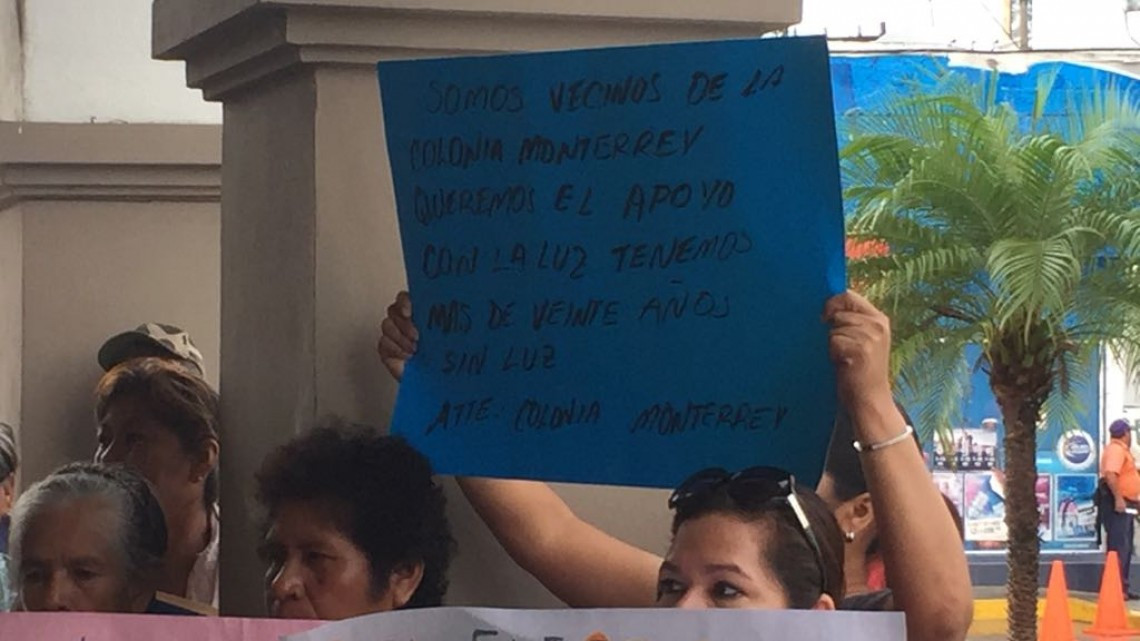 SOMOS VECINOS DE LA
COLONIA MONTERREY
QUEREMOS EL APOYO
CON LA LUZ TENEMOS
MAS DE VEINTE AÑOS
SIN LUZ
ATTE: COLONIA MONTERREY